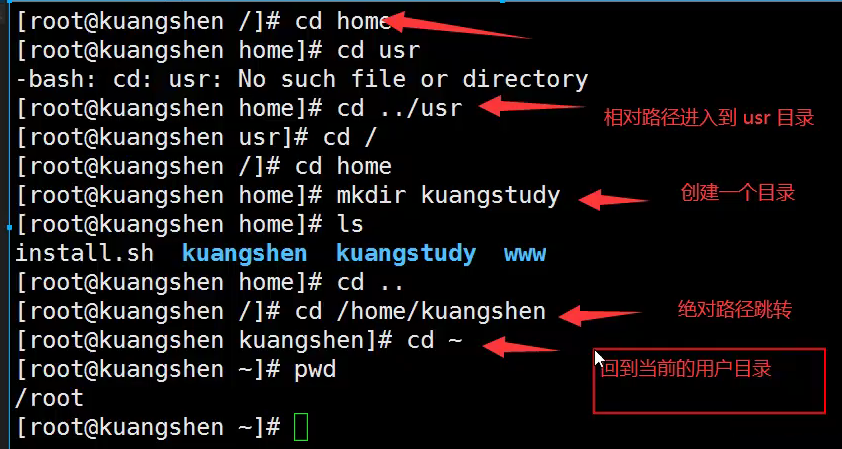 [root@kuangshen /]# cd home
[root@kuangshen home]# cd usr
-bash: cd: usr: No such file or directory
[root@kuangshen home]# cd ../usr
相对路径进入到 usr 目录
[root@kuangshen usr]# cd /
[root@kuangshen /]# cd home
[root@kuangshen home]# mkdir kuangstudy
创建一个目录
[root@kuangshen home]# ls
install.sh  kuangshen  kuangstudy  www
[root@kuangshen home]# cd ..
[root@kuangshen /]# cd /home/kuangshen
绝对路径跳转
[root@kuangshen kuangshen]# cd ~
[root@kuangshen ~]# pwd
回到当前的用户目录
/root
[root@kuangshen ~]#